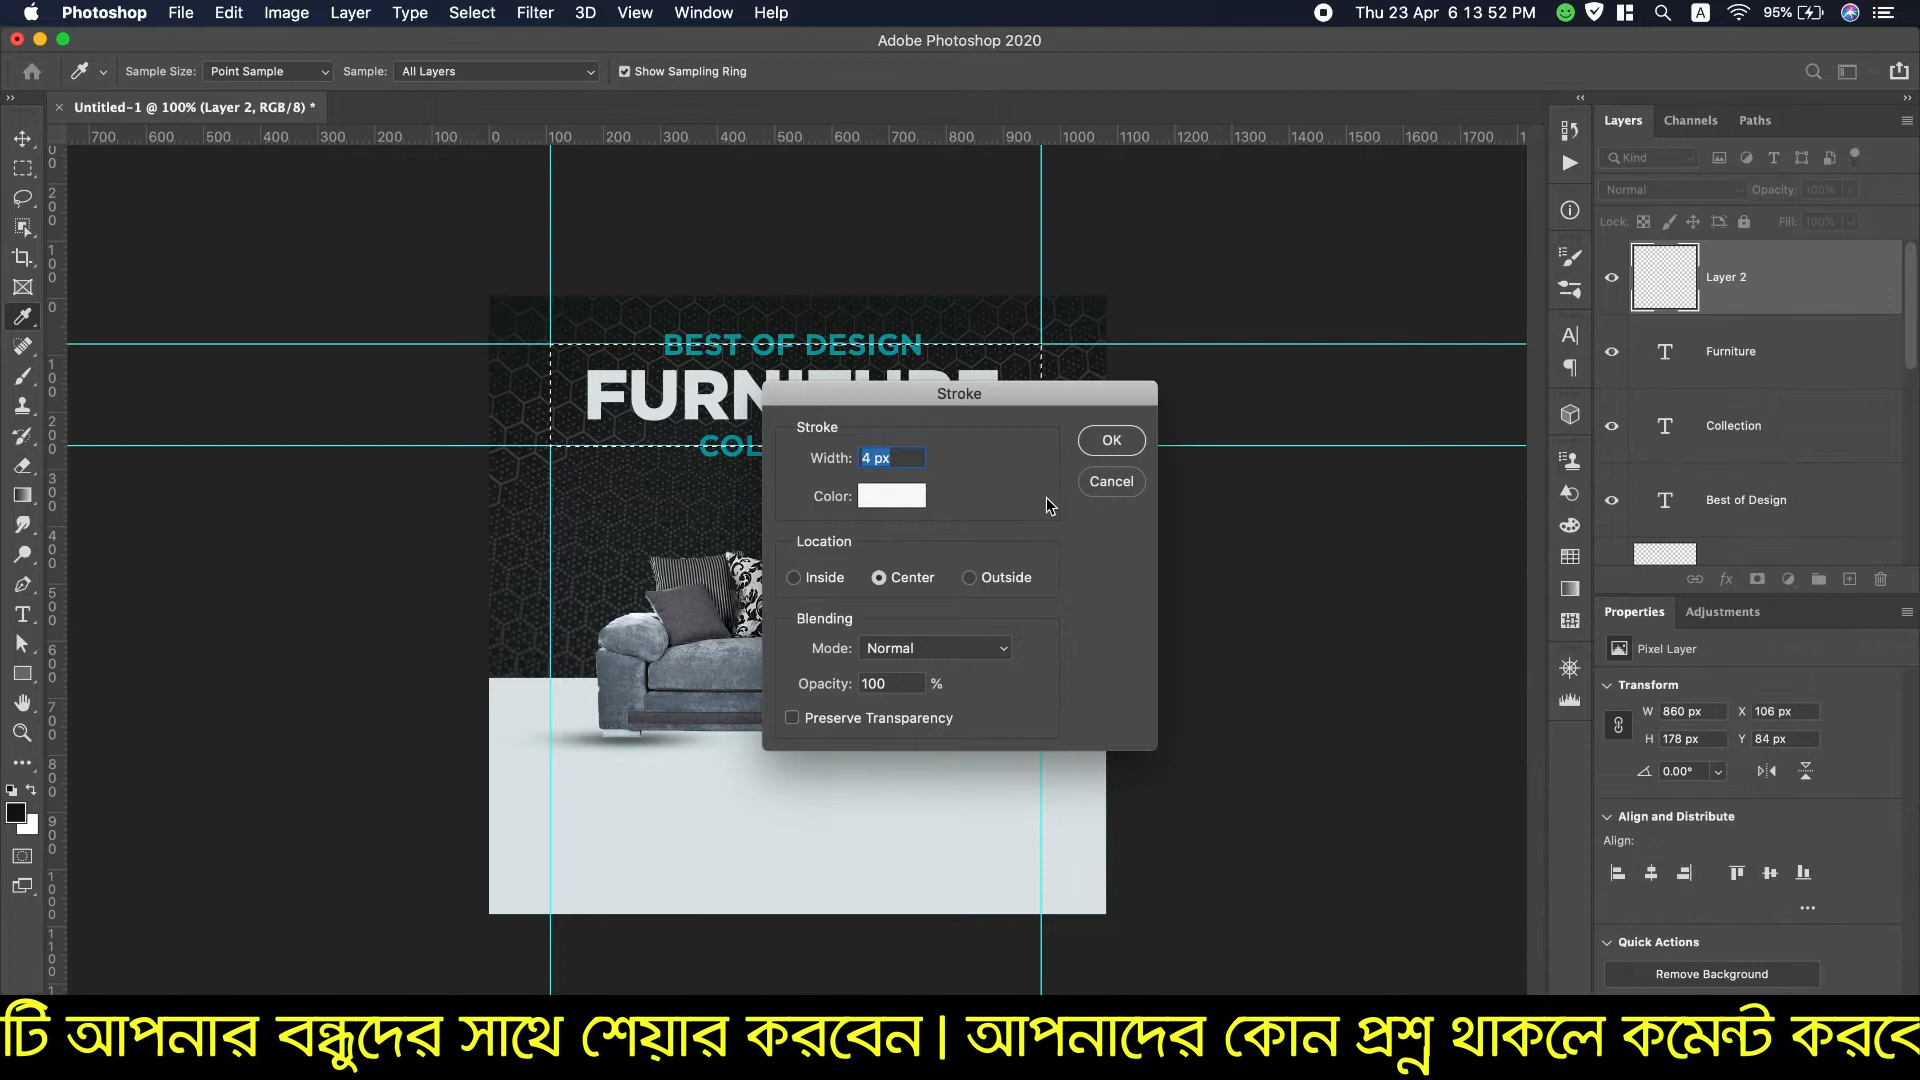 Photoshop File Edit Image Layer Type Select Filter 3D View Window Help
Thu 23 Apr 6 13 52 PM A 95%
Adobe Photoshop 2020
Sample Size: Point Sample Sample: All Layers Show Sampling Ring
Untitled-1 @ 100% (Layer 2, RGB/8) *
700 600 500 400 300 200 100 0 100 200 300 400 500 600 700 800 900 1000 1100 1200 1300 1400 1500 1600 1700
Layers Channels Paths
Kind
Normal Opacity: 100%
Lock: Fill: 100%
Layer 2
Furniture
Collection
Best of Design
BEST OF DESIGN
FURNITURE
COL
Stroke
Stroke
Width: 4 px
Color:
OK
Cancel
Location
Inside Center Outside
Blending
Mode: Normal
Opacity: 100 %
Preserve Transparency
Properties Adjustments
Pixel Layer
Transform
W 860 px X 106 px
H 178 px Y 84 px
0.00°
Align and Distribute
Align:
Quick Actions
Remove Background
টি আপনার বন্ধুদের সাথে শেয়ার করবেন। আপনাদের কোন প্রশ্ন থাকলে কমেন্ট করবে